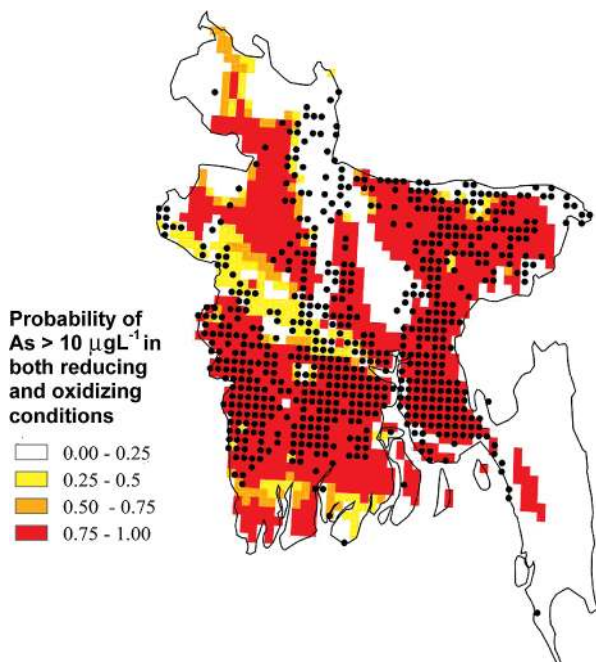 Probability of
As > 10 μgL⁻¹ in
both reducing
and oxidizing
conditions
0.00 - 0.25
0.25 - 0.5
0.50 - 0.75
0.75 - 1.00